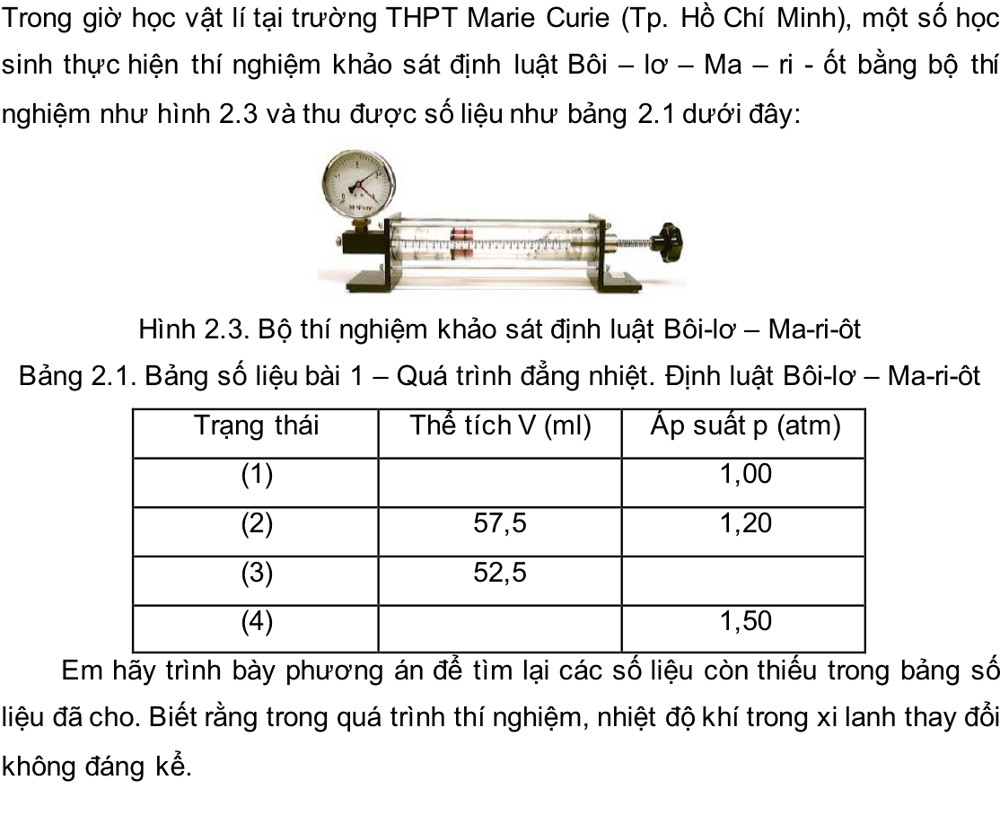 Trong giờ học vật lí tại trường THPT Marie Curie (Tp. Hồ Chí Minh), một số học
sinh thực hiện thí nghiệm khảo sát định luật Bôi – lơ – Ma – ri - ốt bằng bộ thí
nghiệm như hình 2.3 và thu được số liệu như bảng 2.1 dưới đây:
Hình 2.3. Bộ thí nghiệm khảo sát định luật Bôi-lơ – Ma-ri-ôt
Bảng 2.1. Bảng số liệu bài 1 – Quá trình đẳng nhiệt. Định luật Bôi-lơ – Ma-ri-ôt
Trạng thái Thể tích V (ml) Áp suất p (atm)
(1) 1,00
(2) 57,5 1,20
(3) 52,5
(4) 1,50
Em hãy trình bày phương án để tìm lại các số liệu còn thiếu trong bảng số
liệu đã cho. Biết rằng trong quá trình thí nghiệm, nhiệt độ khí trong xi lanh thay đổi
không đáng kể.